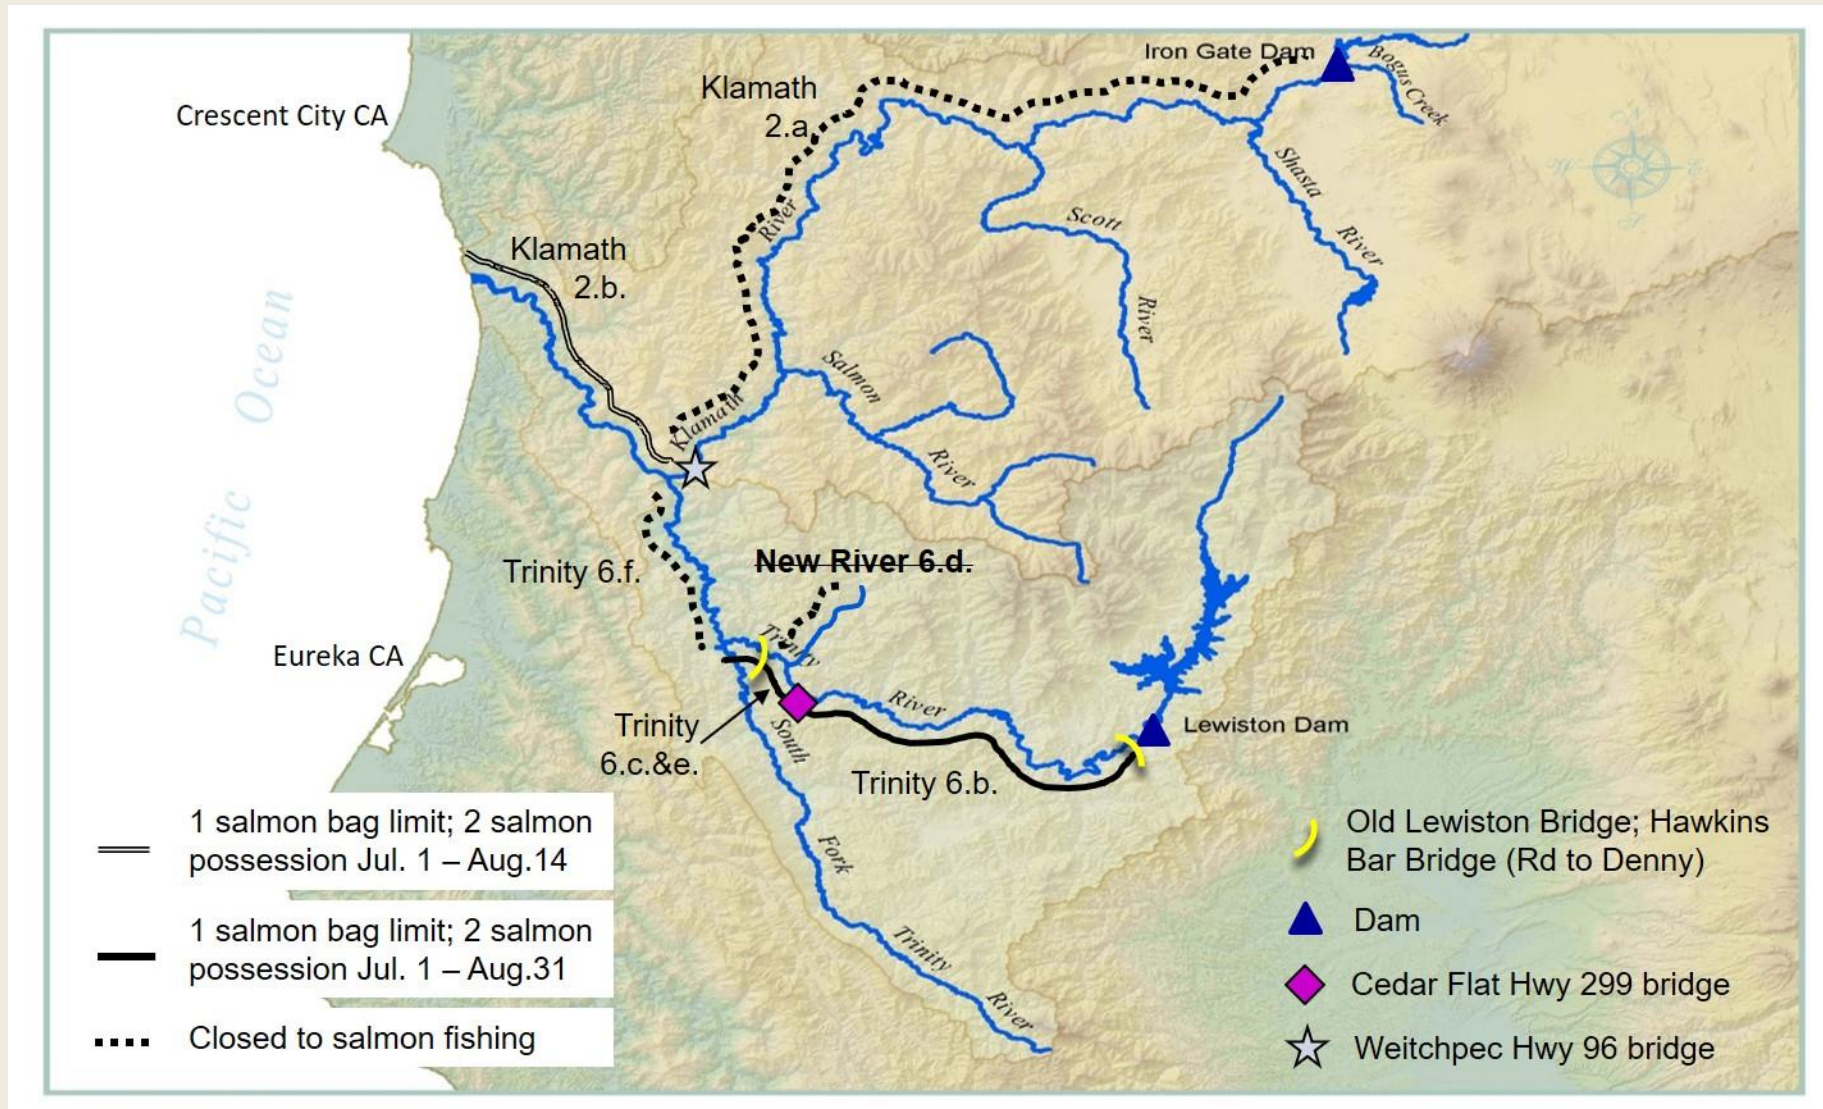 Iron Gate Dam
Bogus Creek
Klamath
2.a.
Crescent City CA
Shasta
River
River
Scott
River
Klamath
2.b.
Pacific Ocean
Salmon
River
Klamath
Trinity 6.f.
New River 6.d.
Trinity
Eureka CA
River
Lewiston Dam
Trinity
6.c.&e.
South
Fork
Trinity
River
Trinity 6.b.
1 salmon bag limit; 2 salmon
possession Jul. 1 – Aug.14
1 salmon bag limit; 2 salmon
possession Jul. 1 – Aug.31
Closed to salmon fishing
Old Lewiston Bridge; Hawkins
Bar Bridge (Rd to Denny)
Dam
Cedar Flat Hwy 299 bridge
Weitchpec Hwy 96 bridge